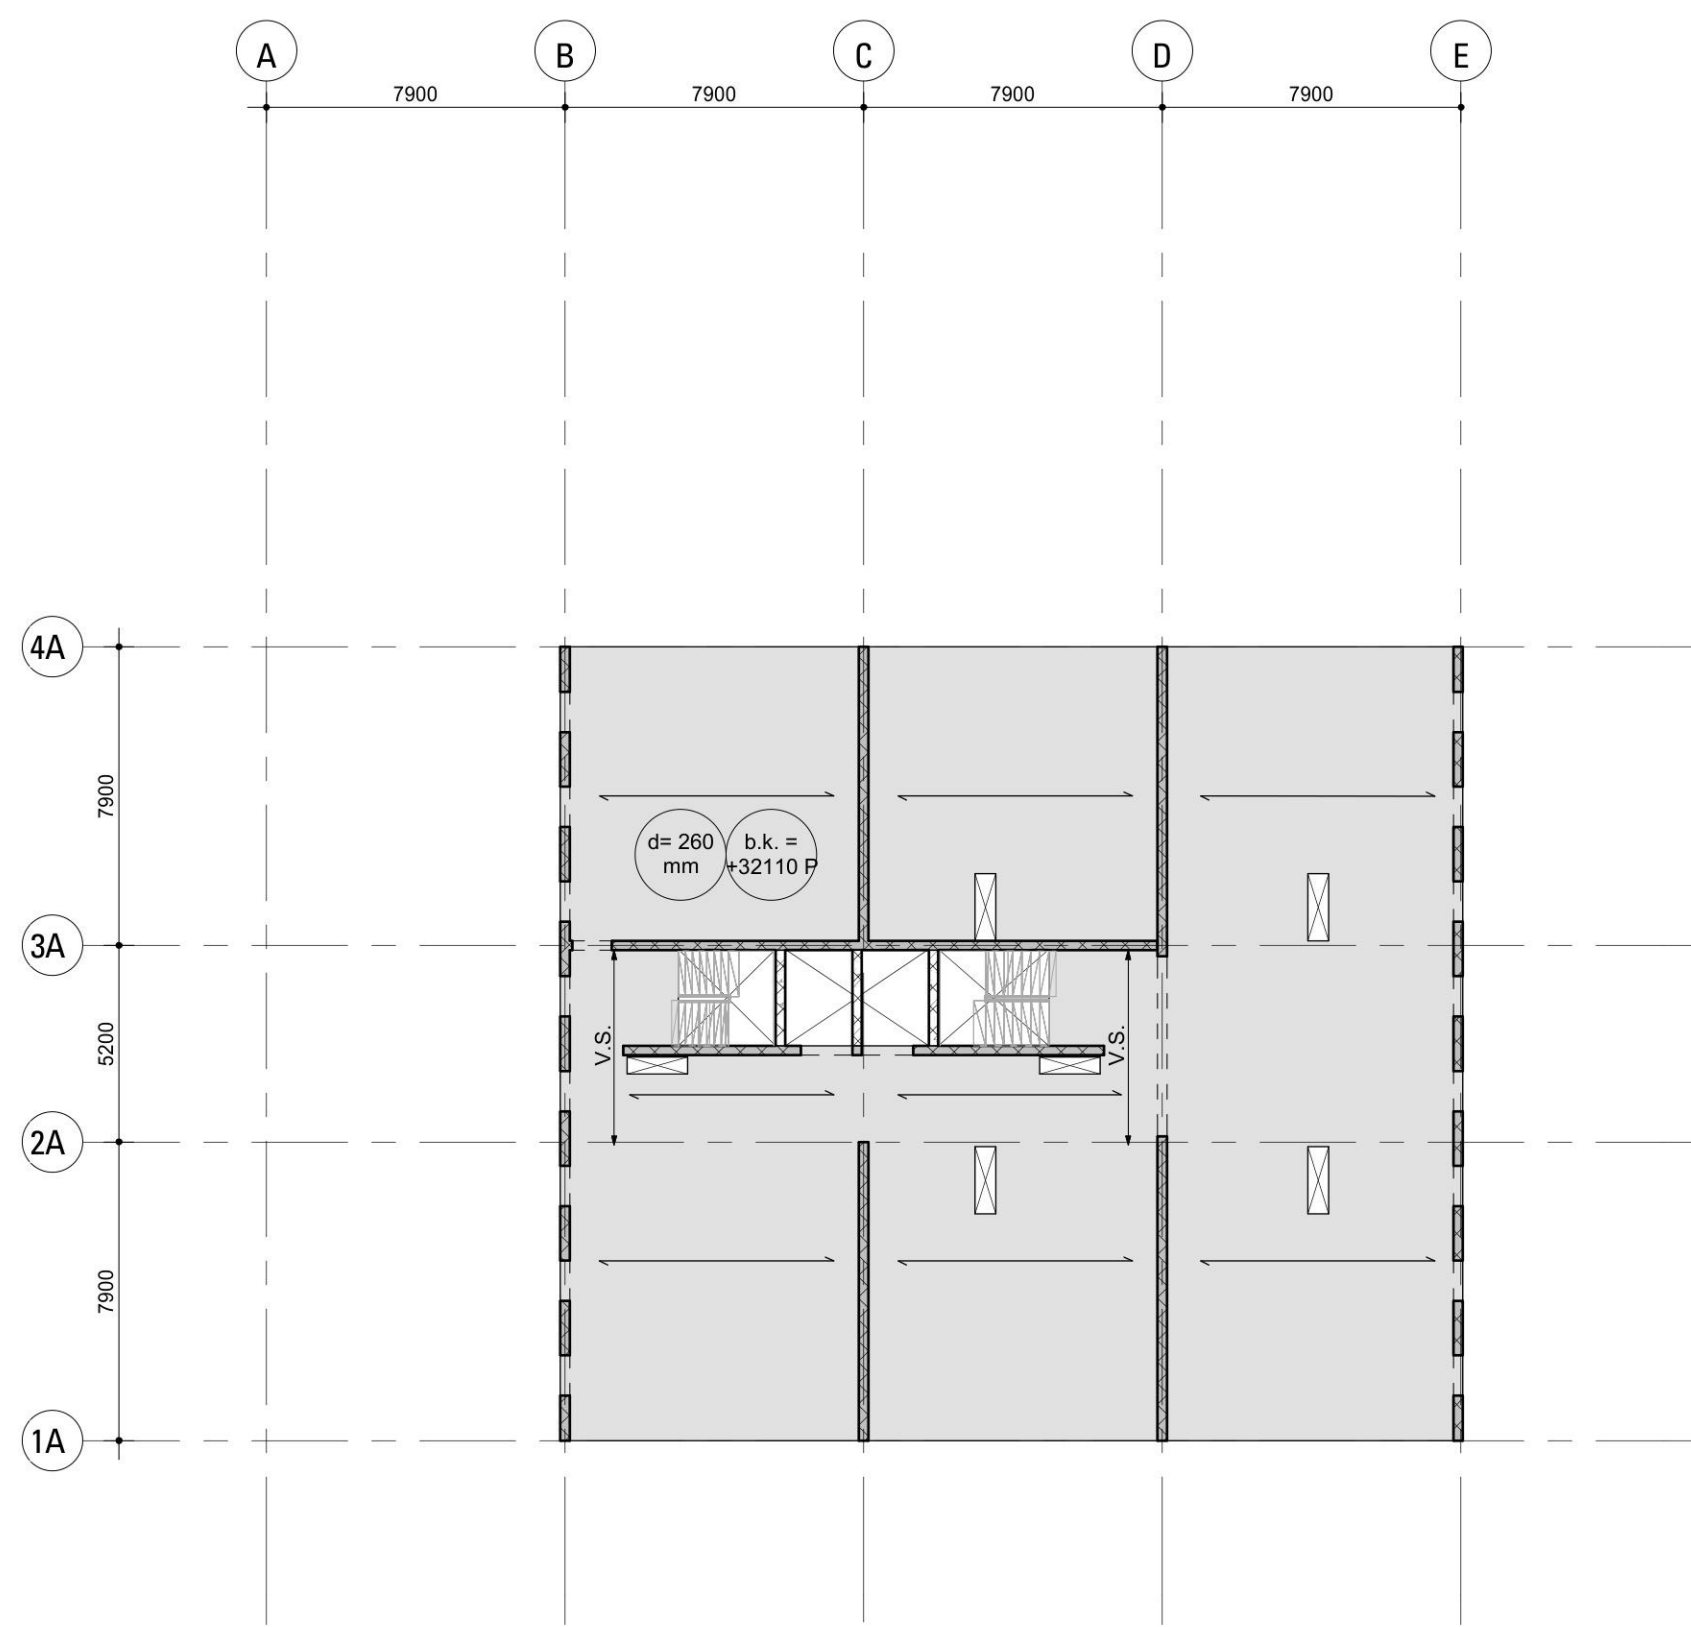 A B C D E
7900 7900 7900 7900
4A
7900
d= 260
mm
b.k. =
+32110 P
3A
5200
V.S. V.S.
2A
7900
1A